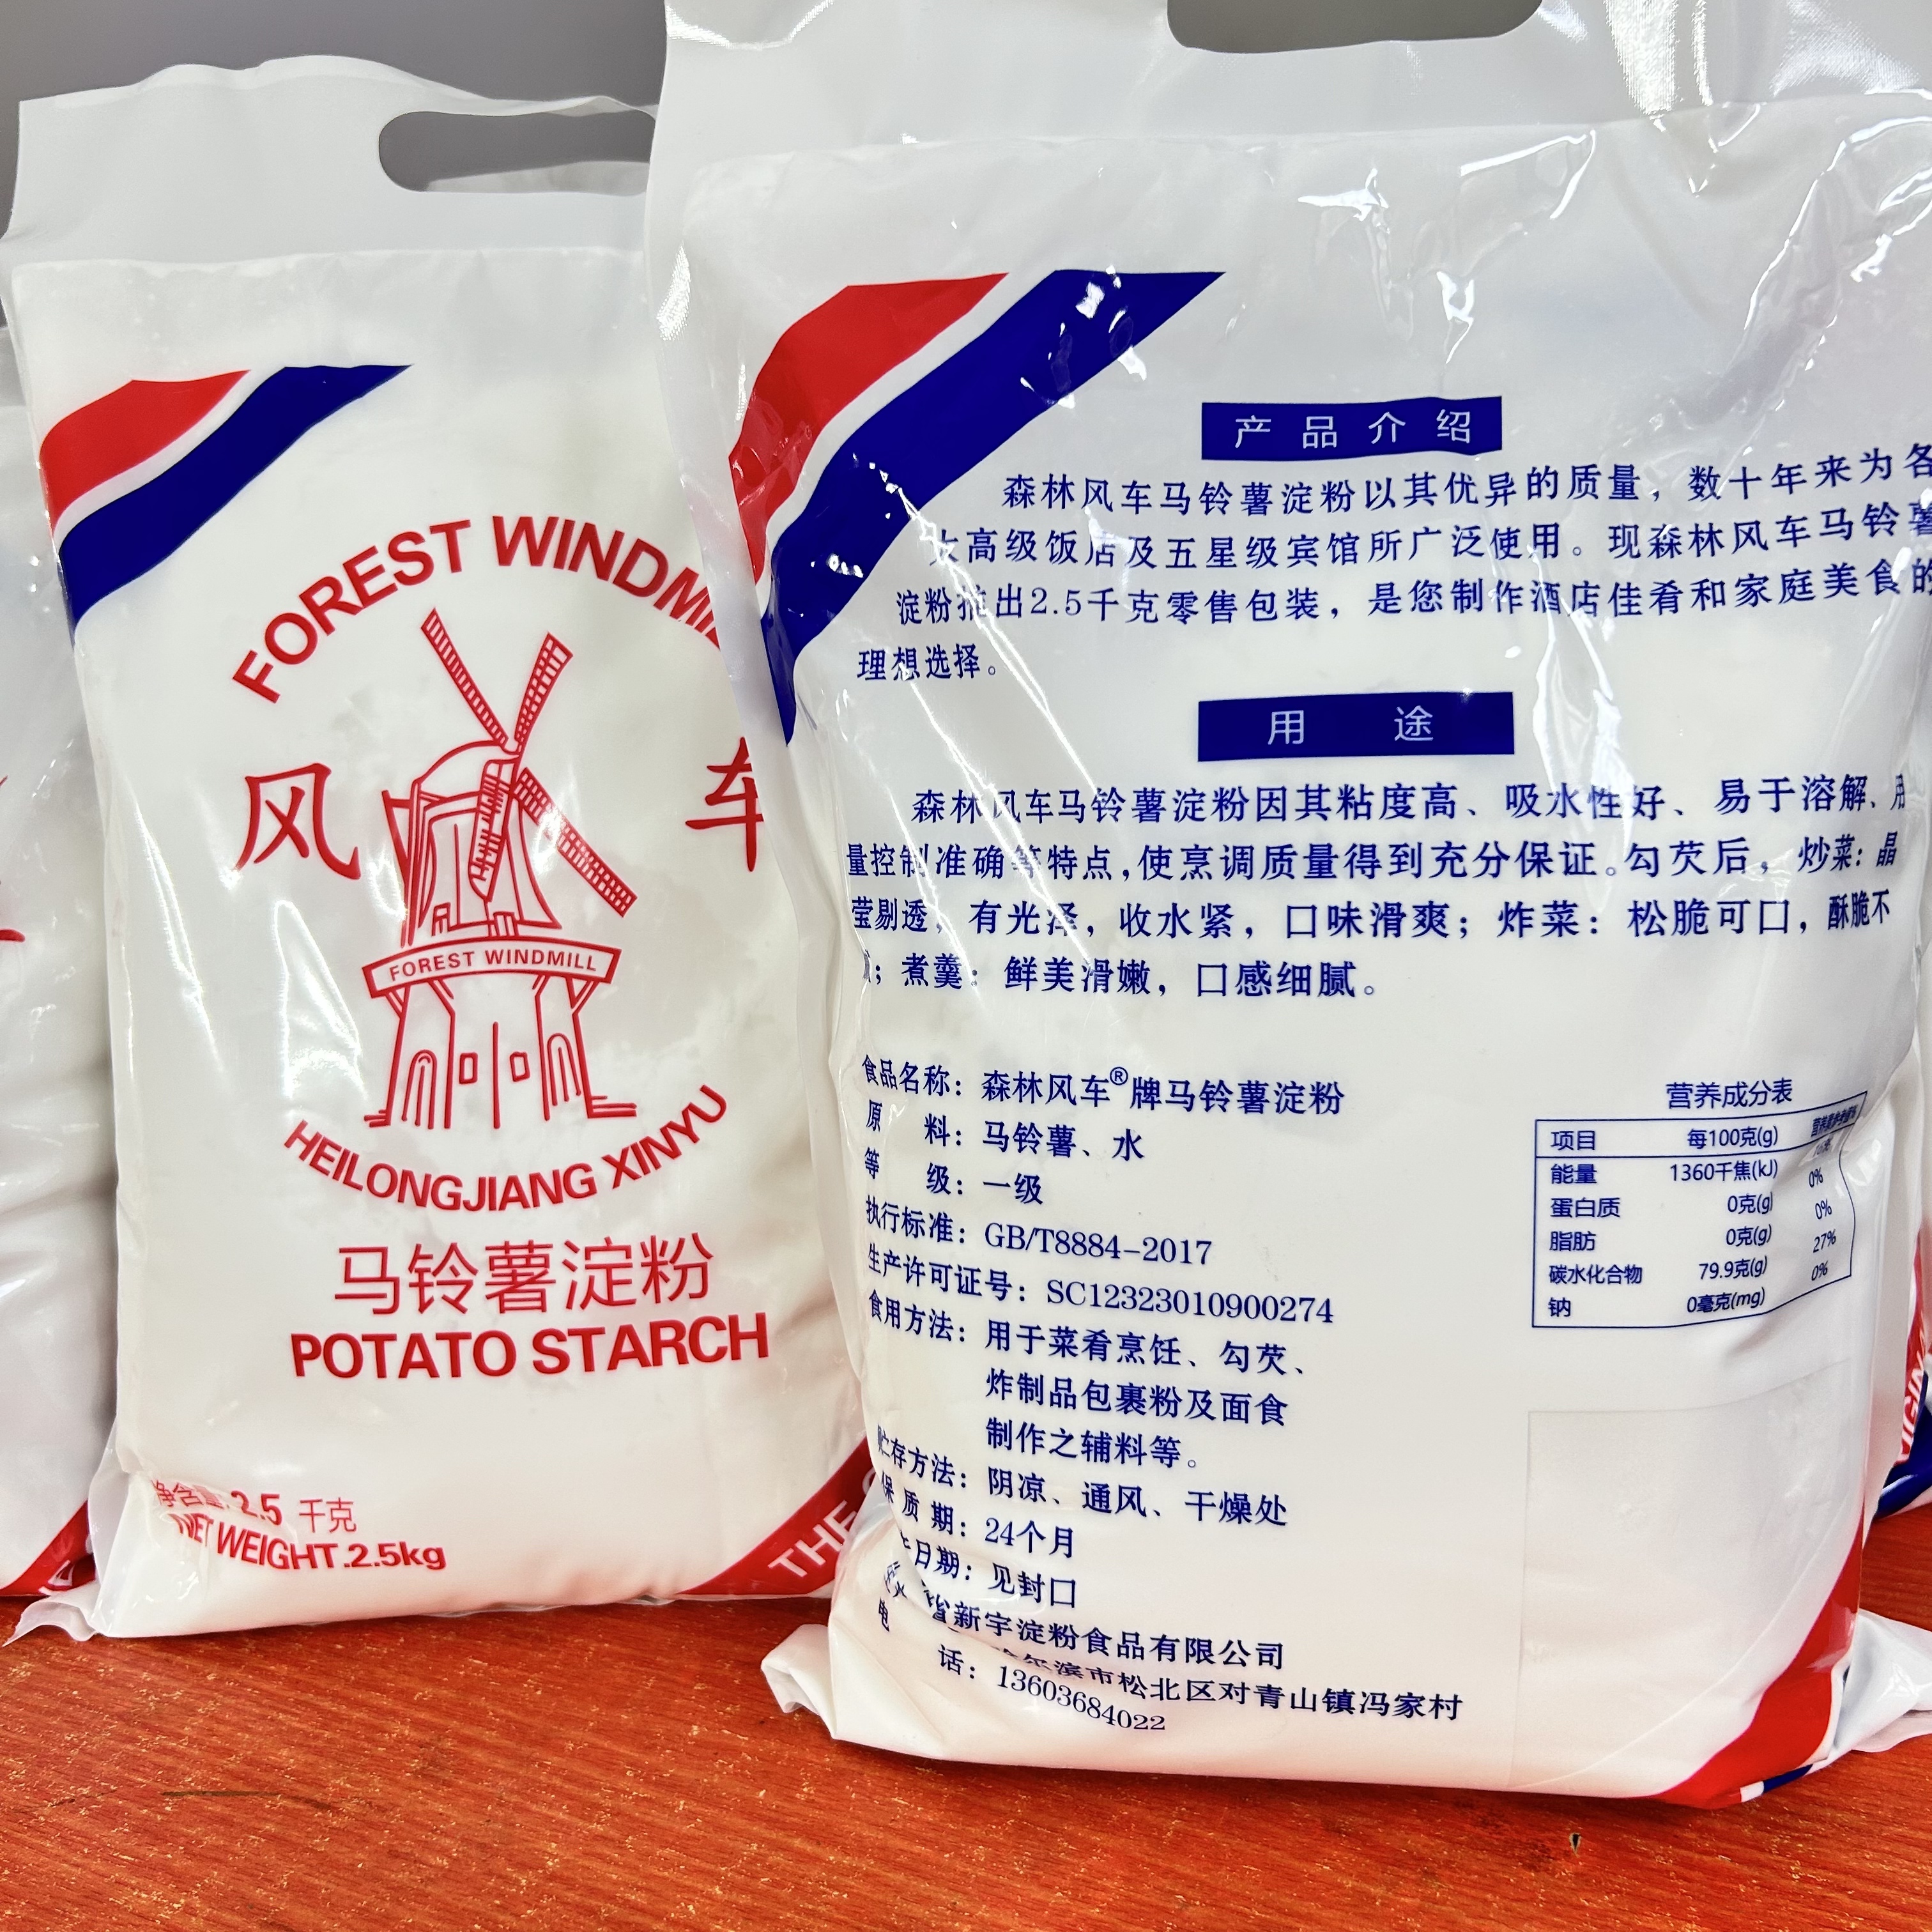 FOREST WINDMILL
风 车
FOREST WINDMILL
HEILONGJIANG XINYU
马铃薯淀粉
POTATO STARCH
净含量:2.5 千克
NET WEIGHT.2.5kg
THE
产品介绍
森林风车马铃薯淀粉以其优异的质量，数十年来为各
大高级饭店及五星级宾馆所广泛使用。现森林风车马铃薯
淀粉推出2.5千克零售包装，是您制作酒店佳肴和家庭美食的
理想选择。
用 途
森林风车马铃薯淀粉因其粘度高、吸水性好、易于溶解、用
量控制准确等特点,使烹调质量得到充分保证。勾芡后，炒菜：晶
莹剔透，有光泽，收水紧，口味滑爽；炸菜：松脆可口，酥脆不
；煮羹：鲜美滑嫩，口感细腻。
食品名称：森林风车®牌马铃薯淀粉
原 料：马铃薯、水
等 级：一级
执行标准：GB/T8884-2017
生产许可证号：SC12323010900274
食用方法：用于菜肴烹饪、勾芡、
炸制品包裹粉及面食
制作之辅料等。
贮存方法：阴凉、通风、干燥处
保 质 期：24个月
日期：见封口
省新宇淀粉食品有限公司
尔滨市松北区对青山镇冯家村
电 话：13603684022
营养成分表
项目 每100克(g) 营养素参考值%
能量 1360千焦(kJ)
蛋白质 0克(g) 0%
脂肪 0克(g) 0%
碳水化合物 79.9克(g) 27%
钠 0毫克(mg) 0%